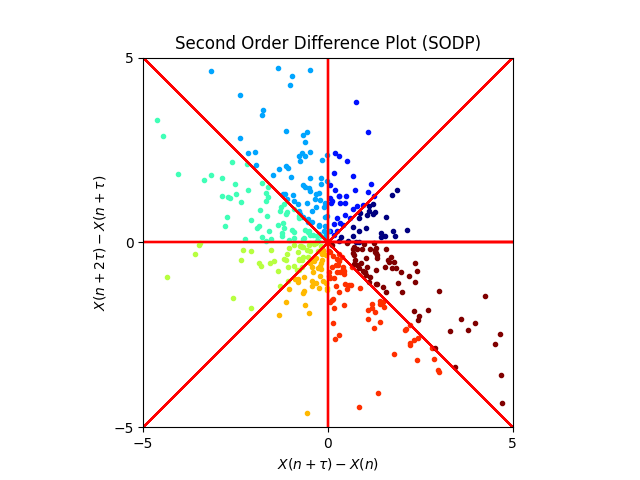 Second Order Difference Plot (SODP)
5
0
−5
X(n + 2τ) − X(n + τ)
−5
0
5
X(n + τ) − X(n)